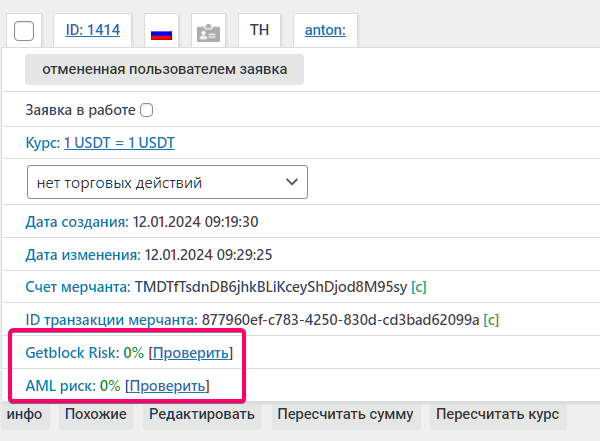 ID: 1414 ТН anton:
отмененная пользователем заявка
Заявка в работе
Курс: 1 USDT = 1 USDT
нет торговых действий
Дата создания: 12.01.2024 09:19:30
Дата изменения: 12.01.2024 09:29:25
Счет мерчанта: TMDTfTsdnDB6jhkBLiKceyShDjod8M95sy [c]
ID транзакции мерчанта: 877960ef-c783-4250-830d-cd3bad62099a [c]
Getblock Risk: 0% [Проверить]
AML риск: 0% [Проверить]
инфо Похожие Редактировать Пересчитать сумму Пересчитать курс